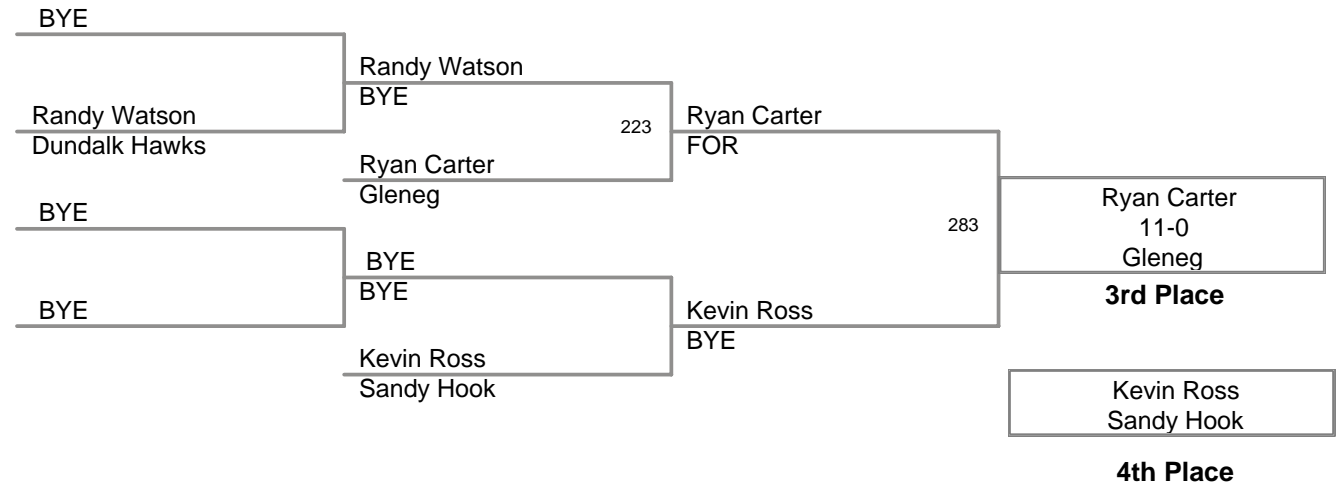 BYE
Randy Watson
BYE
Randy Watson
Dundalk Hawks
223
Ryan Carter
FOR
Ryan Carter
Gleneg
BYE
283
Ryan Carter
11-0
Gleneg
3rd Place
BYE
BYE
BYE
Kevin Ross
BYE
Kevin Ross
Sandy Hook
Kevin Ross
Sandy Hook
4th Place